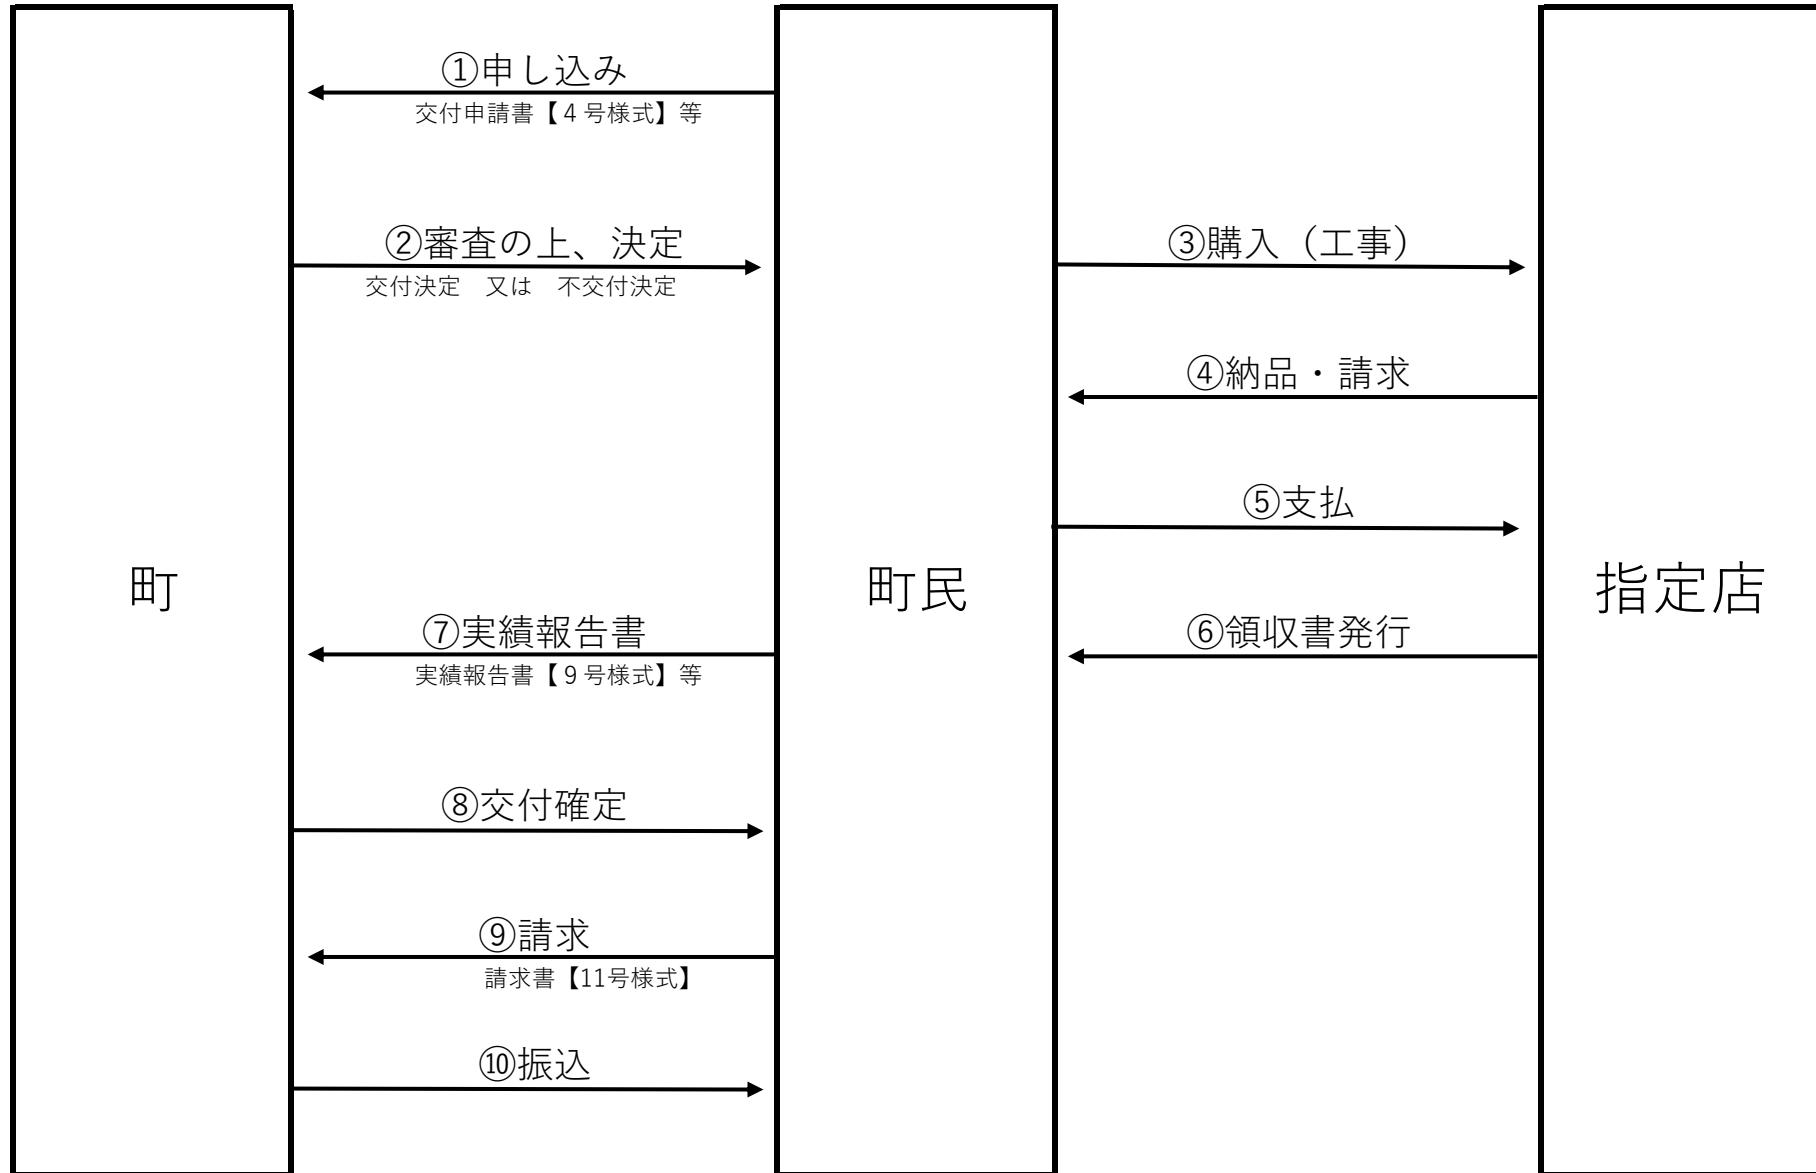 ①申し込み
交付申請書【４号様式】等
②審査の上、決定
交付決定　又は　不交付決定
③購入（工事）
④納品・請求
⑤支払
町
町民
指定店
⑥領収書発行
⑦実績報告書
実績報告書【９号様式】等
⑧交付確定
⑨請求
請求書【11号様式】
⑩振込